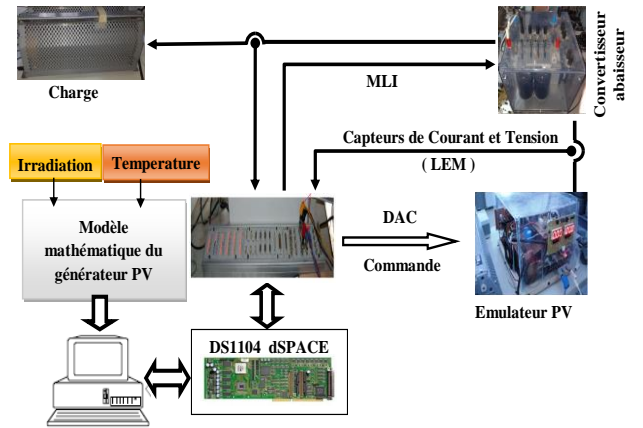 Charge
MLI
Convertisseur
abaisseur
Capteurs de Courant et Tension
( LEM )
Irradiation
Temperature
Modèle
mathématique du
générateur PV
DAC
Commande
Emulateur PV
DS1104 dSPACE